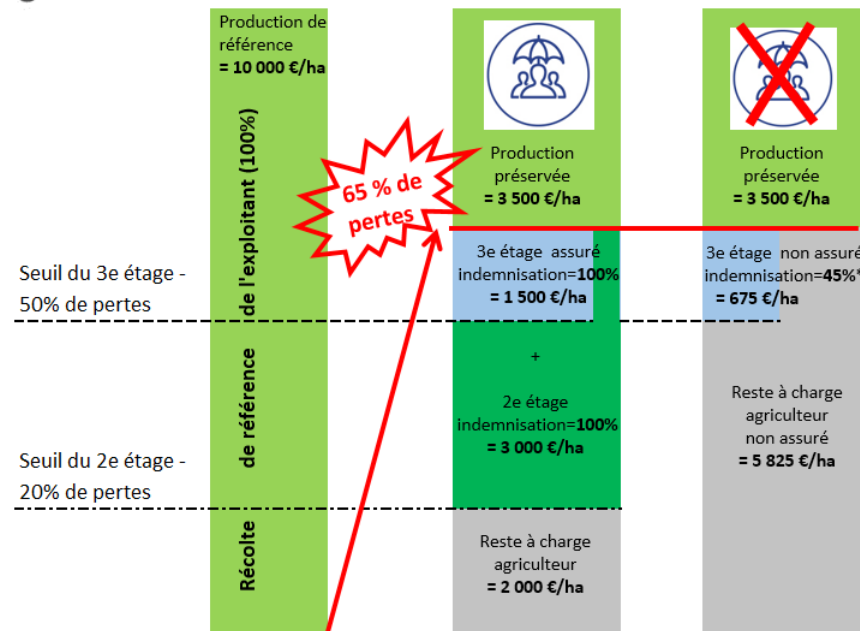 Production de
référence
= 10 000 €/ha
Récolte de référence de l'exploitant (100%)
65 % de
pertes
Seuil du 3e étage -
50% de pertes
Seuil du 2e étage -
20% de pertes
Production
préservée
= 3 500 €/ha
3e étage assuré
indemnisation=100%
= 1 500 €/ha
+
2e étage
indemnisation=100%
= 3 000 €/ha
Reste à charge
agriculteur
= 2 000 €/ha
Production
préservée
= 3 500 €/ha
3e étage non assuré
indemnisation=45%*
= 675 €/ha
Reste à charge
agriculteur
non assuré
= 5 825 €/ha